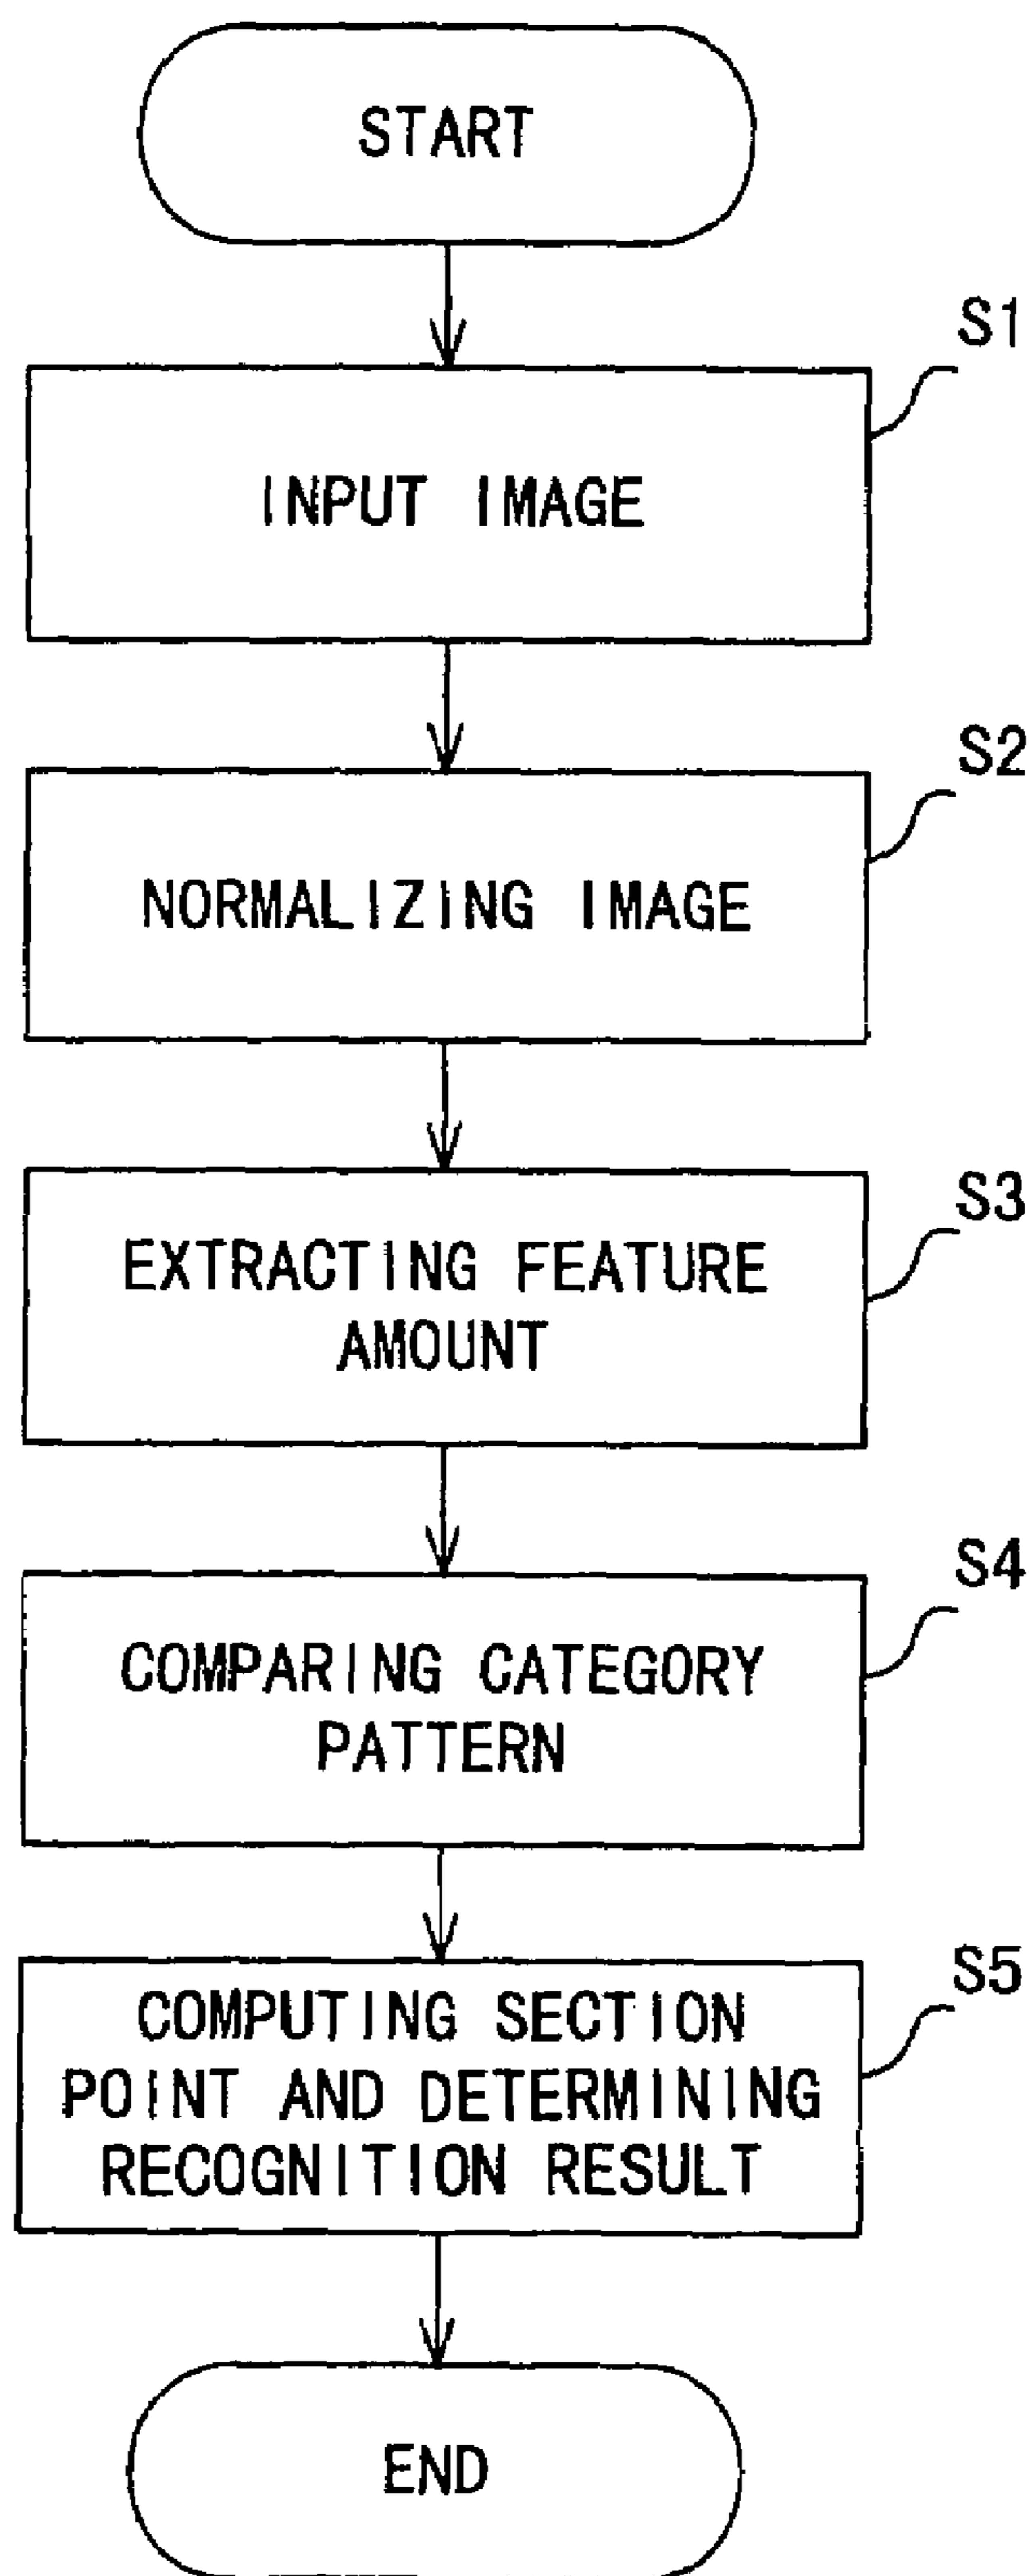 START
S1
INPUT IMAGE
S2
NORMALIZING IMAGE
S3
EXTRACTING FEATURE
AMOUNT
S4
COMPARING CATEGORY
PATTERN
S5
COMPUTING SECTION
POINT AND DETERMINING
RECOGNITION RESULT
END